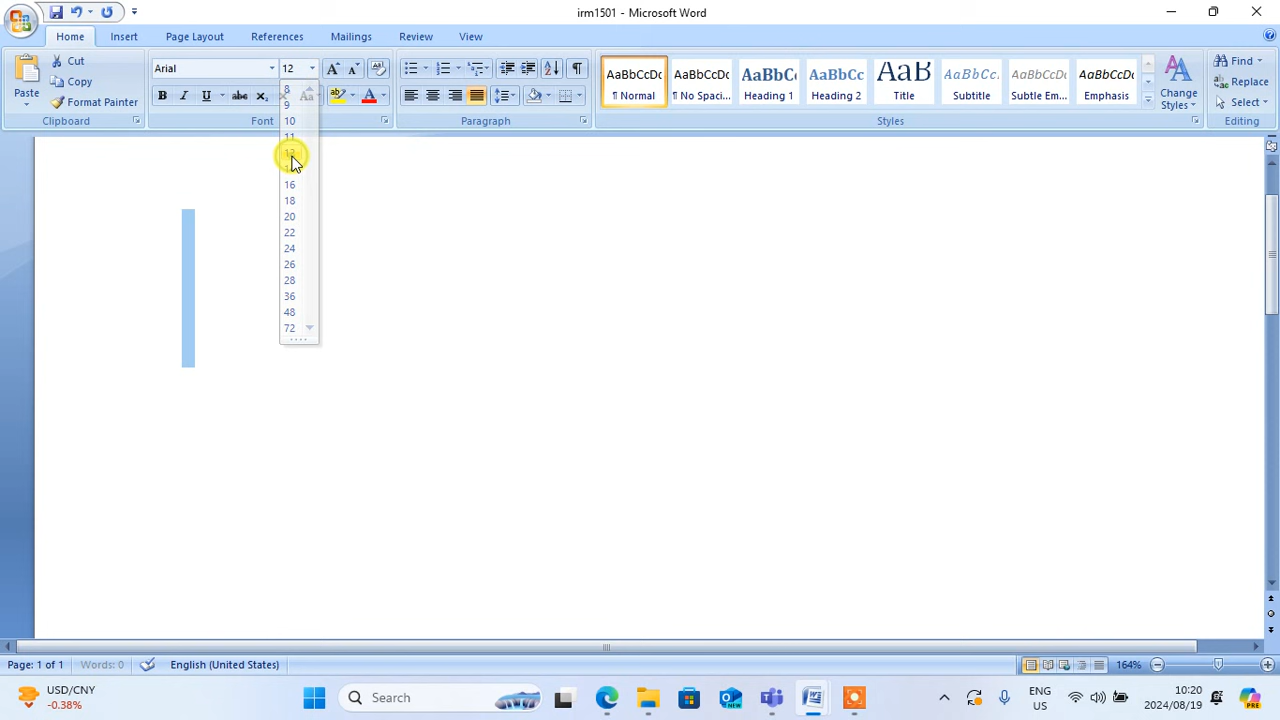 irm1501 - Microsoft Word
Home Insert Page Layout References Mailings Review View
Paste
Cut
Copy
Format Painter
Clipboard
Arial 12
B I U abc x Aa
Font
Paragraph
AaBbCcDc AaBbCcDc AaBbC AaBbCc AaB AaBbCc. AaBbCcDc AaBbCcDc
¶ Normal ¶ No Spaci... Heading 1 Heading 2 Title Subtitle Subtle Em... Emphasis
Change Styles
Styles
Find
Replace
Select
Editing
8
9
10
11
12
16
18
20
22
24
26
28
36
48
72
Page: 1 of 1 Words: 0 English (United States) 164%
USD/CNY
-0.38%
Search
ENG
US
10:20
2024/08/19